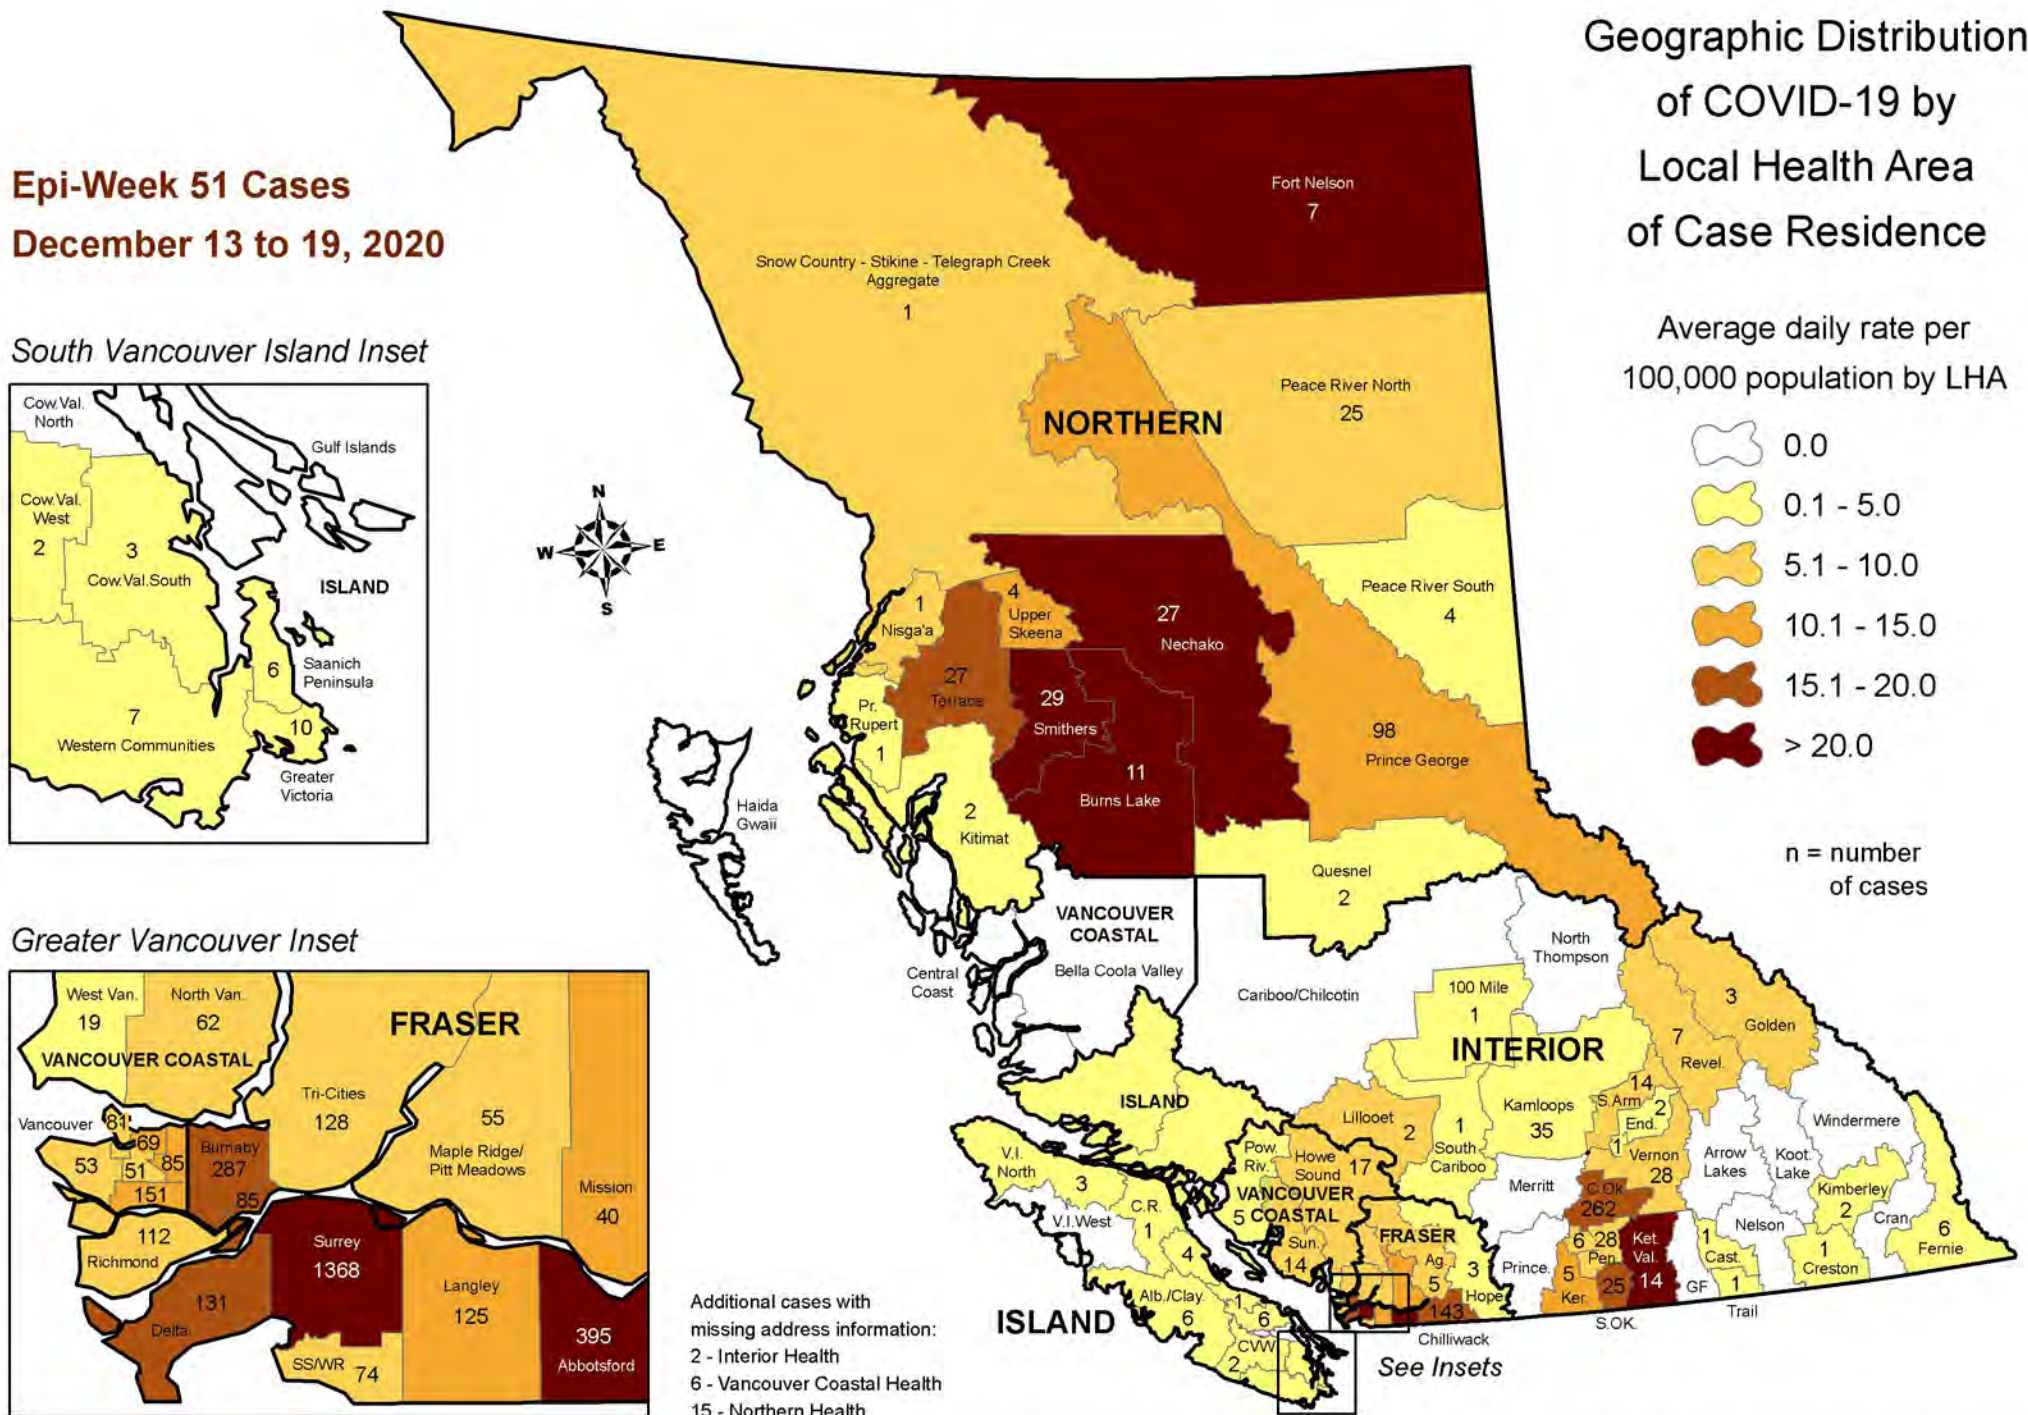 Geographic Distribution
of COVID-19 by
Local Health Area
of Case Residence
Epi-Week 51 Cases
December 13 to 19, 2020
Average daily rate per
100,000 population by LHA
0.0
0.1 - 5.0
5.1 - 10.0
10.1 - 15.0
15.1 - 20.0
> 20.0
n = number
of cases
South Vancouver Island Inset
Cow.Val.
North
Gulf Islands
Cow.Val.
West
2
3
Cow.Val.South
ISLAND
6
Saanich
Peninsula
7
Western Communities
10
Greater
Victoria
Greater Vancouver Inset
West Van.
19
North Van.
62
VANCOUVER COASTAL
FRASER
Tri-Cities
128
55
Maple Ridge/
Pitt Meadows
Mission
40
Vancouver
81
69
53
51
85
151
Burnaby
287
85
112
Richmond
131
Delta
Surrey
1368
Langley
125
395
Abbotsford
SS/WR
74
N
W
E
S
Fort Nelson
7
Snow Country - Stikine - Telegraph Creek
Aggregate
1
Peace River North
25
NORTHERN
Peace River South
4
1
Nisga'a
4
Upper
Skeena
27
Nechako
27
Terrace
29
Smithers
Pr.
Rupert
1
11
Burns Lake
98
Prince George
2
Kitimat
Haida
Gwaii
Quesnel
2
VANCOUVER
COASTAL
Bella Coola Valley
Central
Coast
Cariboo/Chilcotin
North
Thompson
100 Mile
1
INTERIOR
3
Golden
7
Revel.
ISLAND
Lillooet
2
1
South
Cariboo
Kamloops
35
14
S.Arm
2
End.
1
Vernon
28
Windermere
Arrow
Lakes
Koot.
Lake
Merritt
C.Ok.
262
Kimberley
2
Cran.
Nelson
6
Fernie
V.I.
North
3
V.I.West
C.R.
1
4
Pow.
Riv.
5
Howe
Sound
17
VANCOUVER
COASTAL
Sun.
14
FRASER
Ag.
5
3
Hope
143
Chilliwack
Prince.
6
28
Pen.
5
Ker.
25
S.OK.
Ket.
Val.
14
GF
1
Cast.
1
Trail
1
Creston
ISLAND
Alb./Clay.
6
1
6
CVW
2
See Insets
Additional cases with
missing address information:
2 - Interior Health
6 - Vancouver Coastal Health
15 - Northern Health